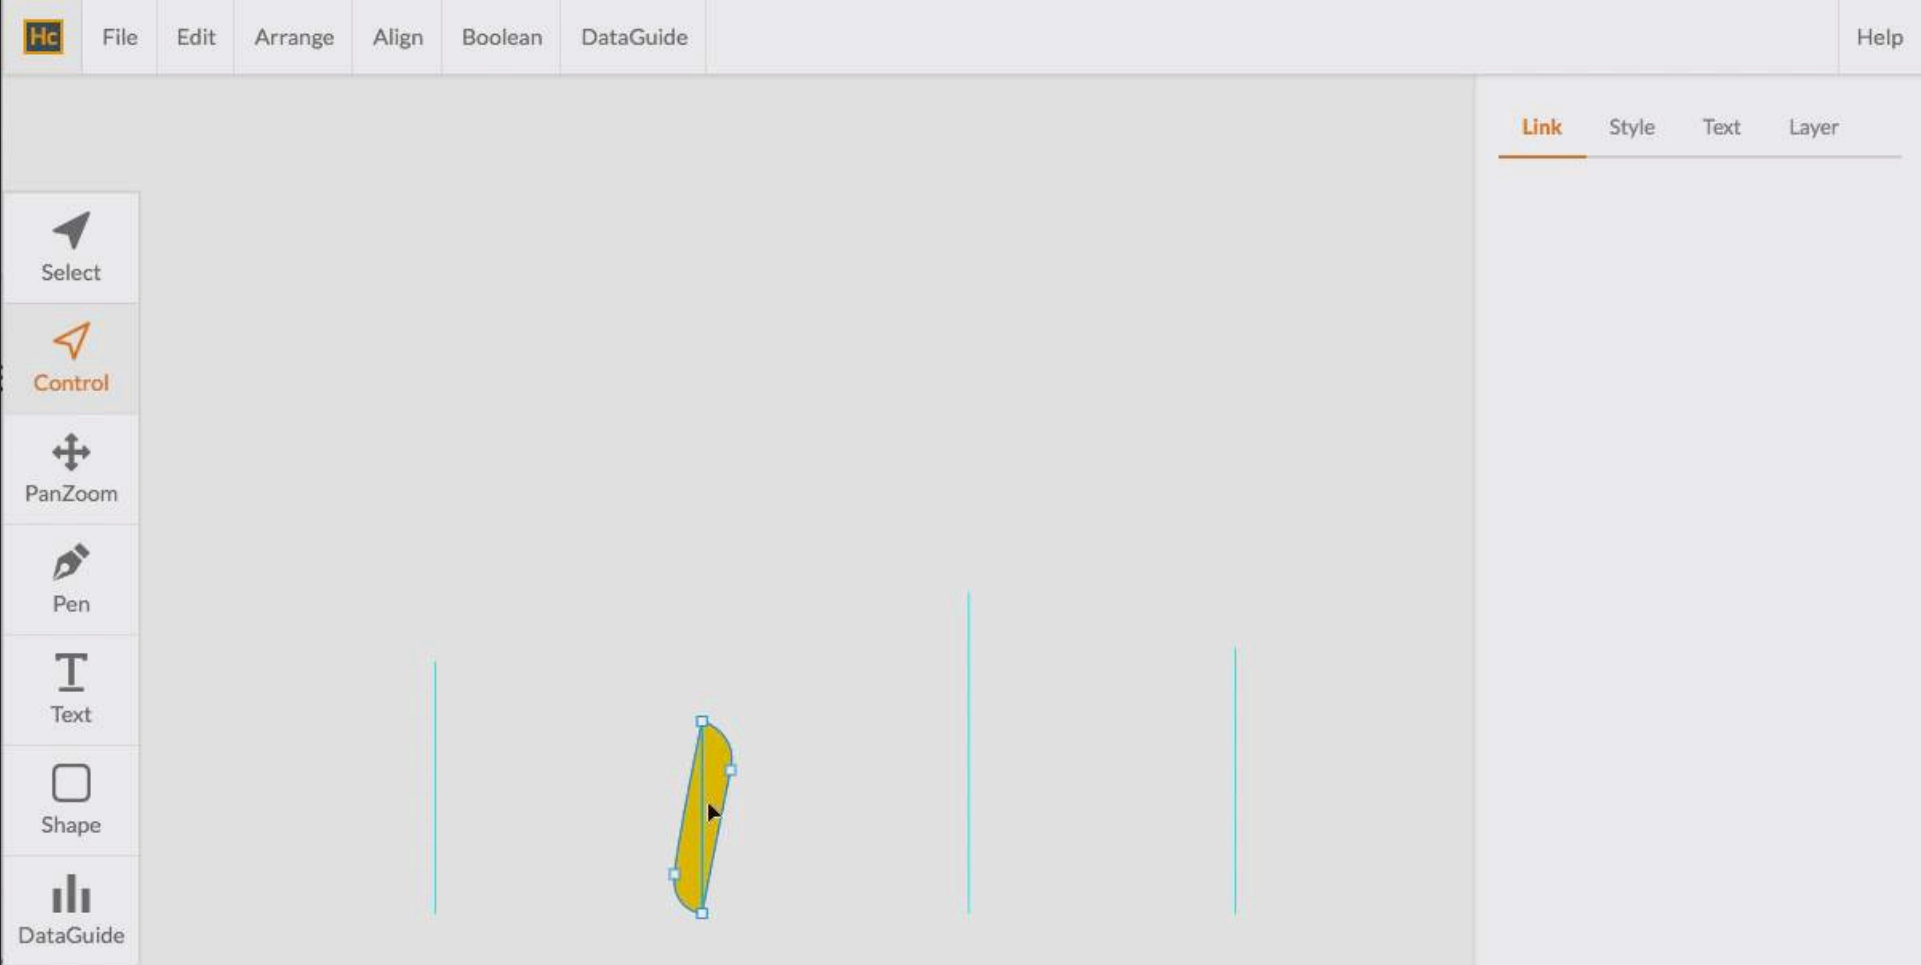 Hc File Edit Arrange Align Boolean DataGuide Help
Link Style Text Layer
Select
Control
PanZoom
Pen
Text
Shape
DataGuide